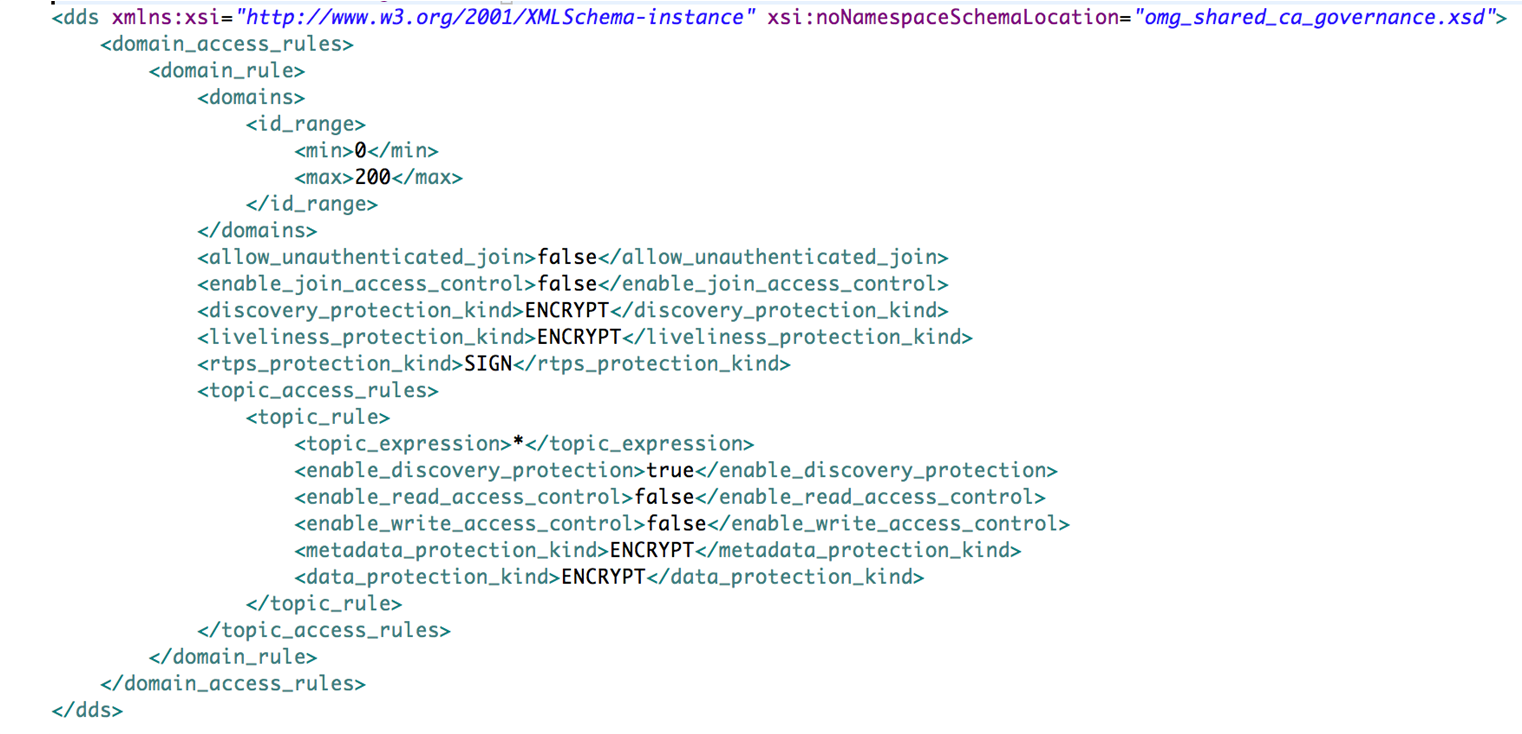 <dds xmlns:xsi="http://www.w3.org/2001/XMLSchema-instance" xsi:noNamespaceSchemaLocation="omg_shared_ca_governance.xsd">
    <domain_access_rules>
        <domain_rule>
            <domains>
                <id_range>
                    <min>0</min>
                    <max>200</max>
                </id_range>
            </domains>
            <allow_unauthenticated_join>false</allow_unauthenticated_join>
            <enable_join_access_control>false</enable_join_access_control>
            <discovery_protection_kind>ENCRYPT</discovery_protection_kind>
            <liveliness_protection_kind>ENCRYPT</liveliness_protection_kind>
            <rtps_protection_kind>SIGN</rtps_protection_kind>
            <topic_access_rules>
                <topic_rule>
                    <topic_expression>*</topic_expression>
                    <enable_discovery_protection>true</enable_discovery_protection>
                    <enable_read_access_control>false</enable_read_access_control>
                    <enable_write_access_control>false</enable_write_access_control>
                    <metadata_protection_kind>ENCRYPT</metadata_protection_kind>
                    <data_protection_kind>ENCRYPT</data_protection_kind>
                </topic_rule>
            </topic_access_rules>
        </domain_rule>
    </domain_access_rules>
</dds>